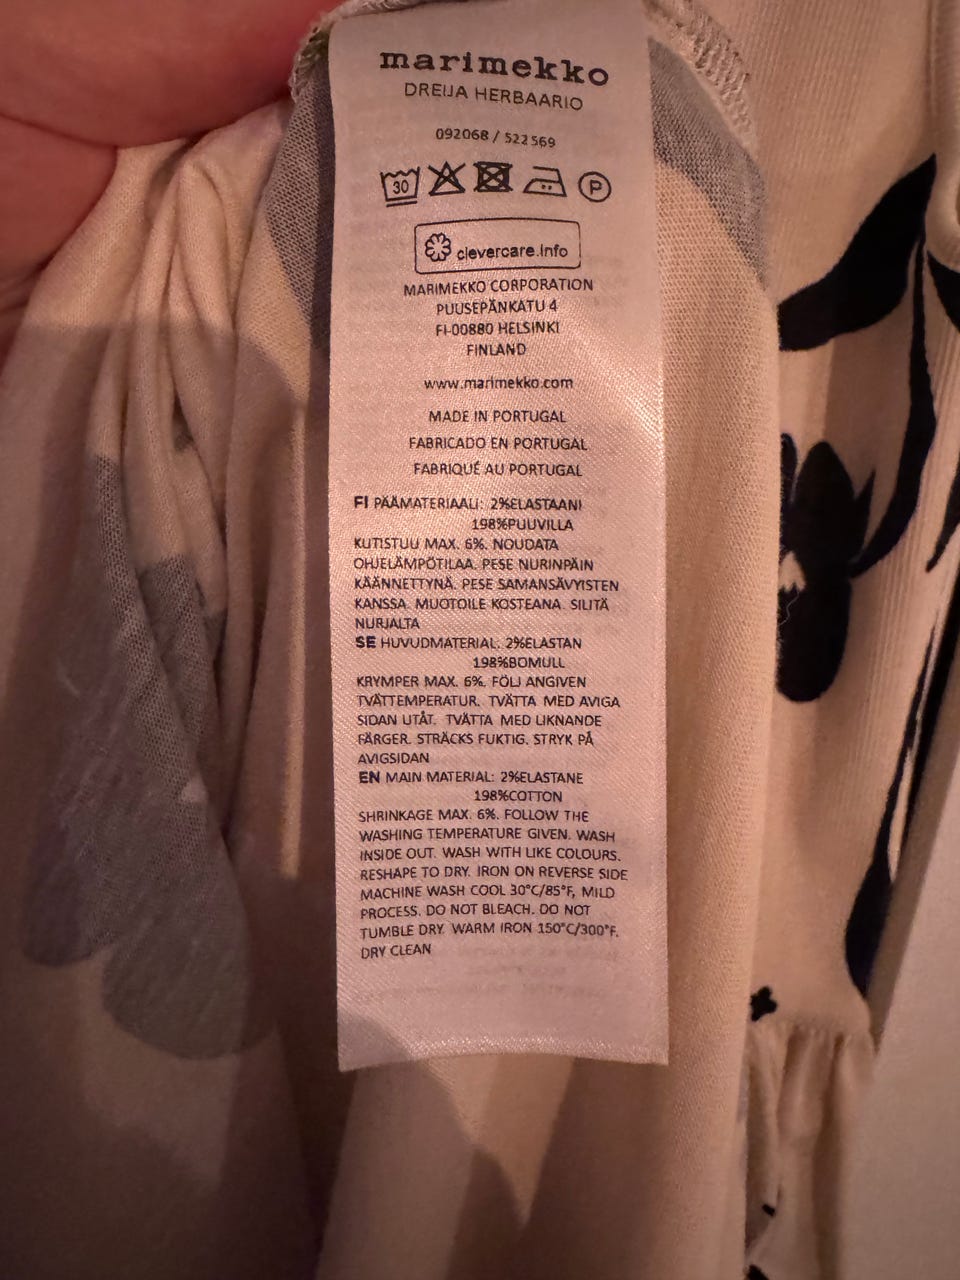 marimekko
DREIJA HERBAARIO
092068 / 522569
30 P
clevercare.info
MARIMEKKO CORPORATION
PUUSEPÄNKATU 4
FI-00880 HELSINKI
FINLAND
www.marimekko.com
MADE IN PORTUGAL
FABRICADO EN PORTUGAL
FABRIQUÉ AU PORTUGAL
FI PÄÄMATERIAALI: 2%ELASTAANI
198%PUUVILLA
KUTISTUU MAX. 6%. NOUDATA
OHJELÄMPÖTILAA. PESE NURINPÄIN
KÄÄNNETTYNÄ. PESE SAMANSÄVYISTEN
KANSSA. MUOTOILE KOSTEANA. SILITÄ
NURJALTA
SE HUVUDMATERIAL: 2%ELASTAN
198%BOMULL
KRYMPER MAX. 6%. FÖLJ ANGIVEN
TVÄTTEMPERATUR. TVÄTTA MED AVIGA
SIDAN UTÅT. TVÄTTA MED LIKNANDE
FÄRGER. STRÄCKS FUKTIG. STRYK PÅ
AVIGSIDAN
EN MAIN MATERIAL: 2%ELASTANE
198%COTTON
SHRINKAGE MAX. 6%. FOLLOW THE
WASHING TEMPERATURE GIVEN. WASH
INSIDE OUT. WASH WITH LIKE COLOURS.
RESHAPE TO DRY. IRON ON REVERSE SIDE
MACHINE WASH COOL 30°C/85°F, MILD
PROCESS. DO NOT BLEACH. DO NOT
TUMBLE DRY. WARM IRON 150°C/300°F.
DRY CLEAN